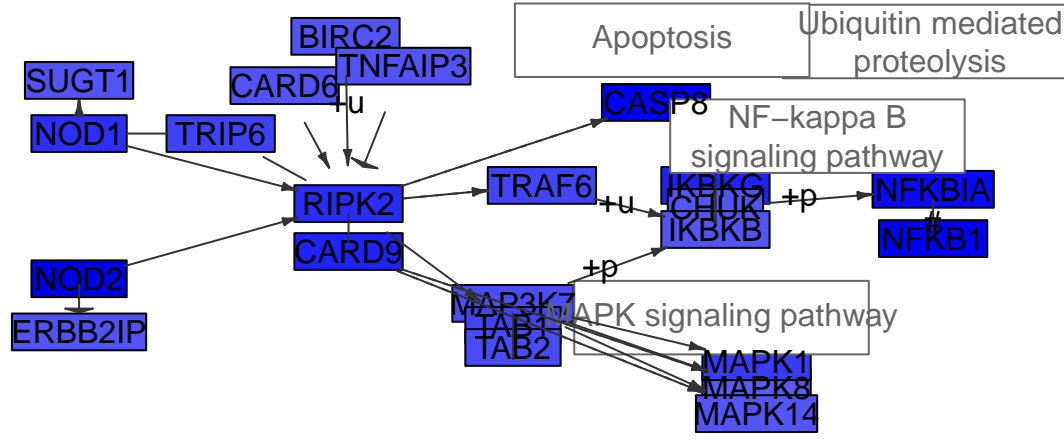 BIRC2
Apoptosis
Ubiquitin mediated
proteolysis
TNFAIP3
SUGT1
CARD6
+u
CASP8
NOD1
TRIP6
NF−kappa B
signaling pathway
RIPK2
TRAF6
+u
IKBKG
CHUK
IKBKB
+p
NFKBIA
#
NFKB1
CARD9
NOD2
+p
ERBB2IP
MAP3K7
TAB1
TAB2
MAPK signaling pathway
MAPK1
MAPK8
MAPK14